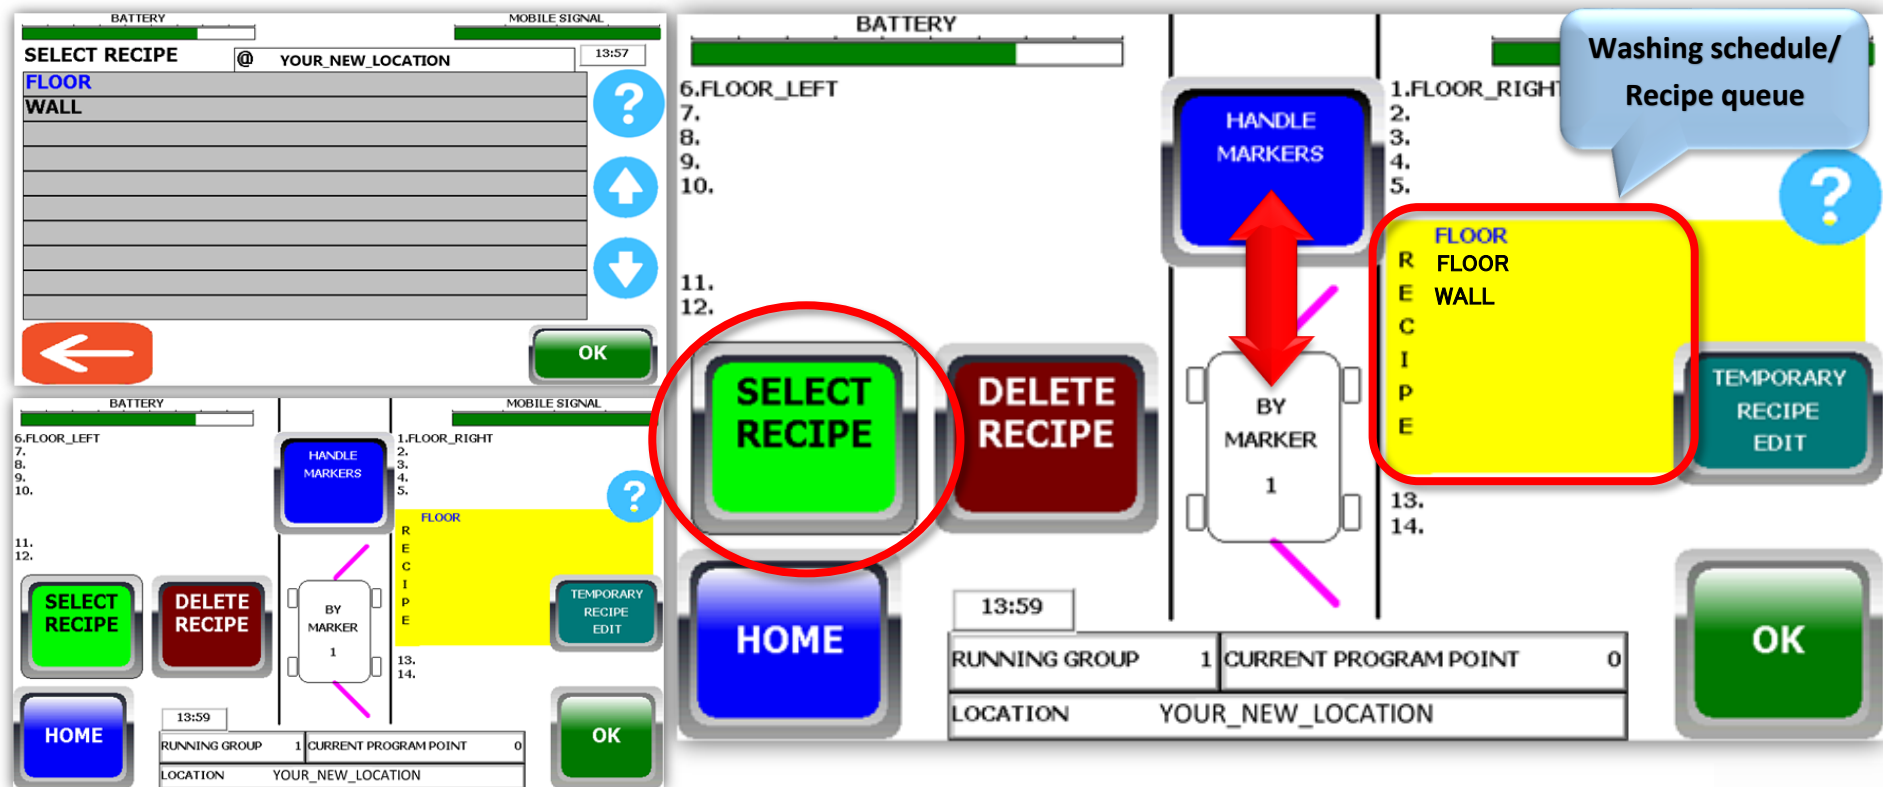 BATTERY
MOBILE SIGNAL
SELECT RECIPE
@ YOUR_NEW_LOCATION
13:57
FLOOR
WALL
?
OK
BATTERY
MOBILE SIGNAL
6.FLOOR_LEFT
7.
8.
9.
10.
11.
12.
HANDLE
MARKERS
1.FLOOR_RIGHT
2.
3.
4.
5.
?
FLOOR
R
E
C
I
P
E
SELECT
RECIPE
DELETE
RECIPE
BY
MARKER
1
TEMPORARY
RECIPE
EDIT
13.
14.
HOME
13:59
OK
RUNNING GROUP 1 CURRENT PROGRAM POINT 0
LOCATION YOUR_NEW_LOCATION
BATTERY
Washing schedule/
Recipe queue
6.FLOOR_LEFT
7.
8.
9.
10.
11.
12.
HANDLE
MARKERS
1.FLOOR_RIGHT
2.
3.
4.
5.
?
FLOOR
FLOOR
WALL
R
E
C
I
P
E
SELECT
RECIPE
DELETE
RECIPE
BY
MARKER
1
TEMPORARY
RECIPE
EDIT
13.
14.
HOME
13:59
OK
RUNNING GROUP 1 CURRENT PROGRAM POINT 0
LOCATION YOUR_NEW_LOCATION